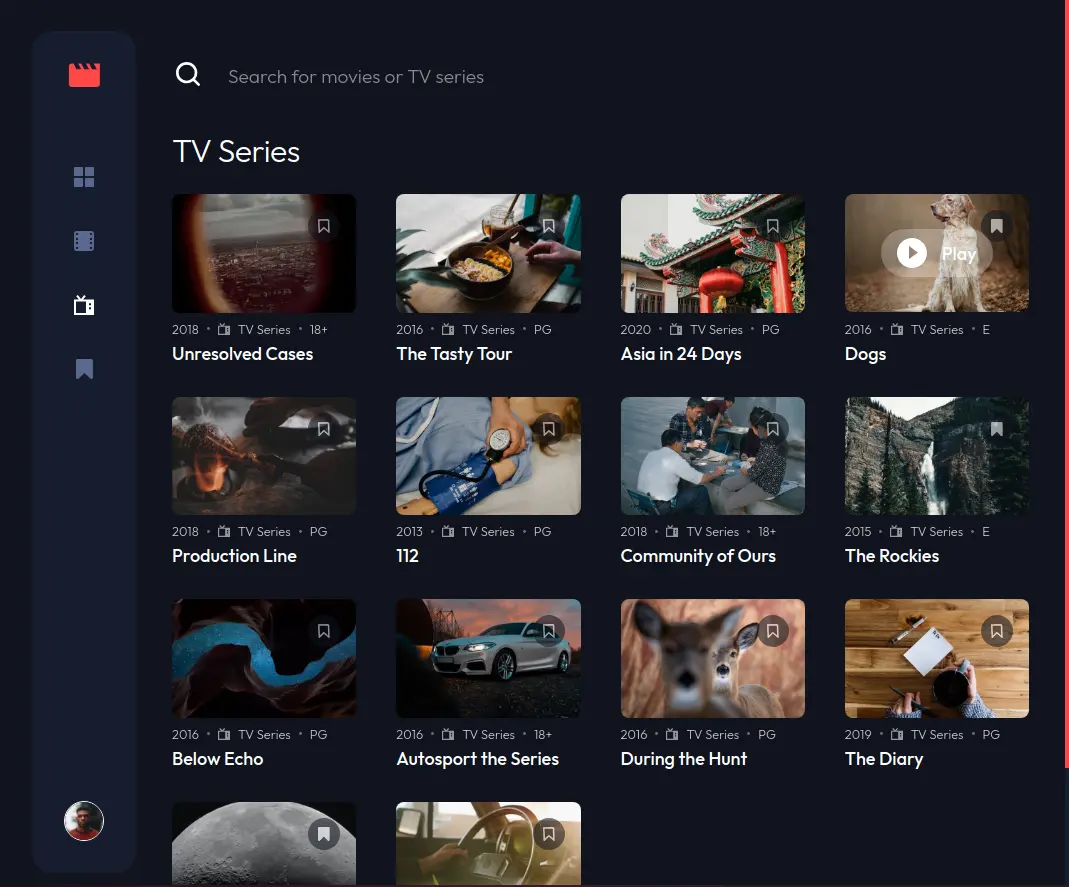 Search for movies or TV series
TV Series
Play
2018 • TV Series • 18+
Unresolved Cases
2016 • TV Series • PG
The Tasty Tour
2020 • TV Series • PG
Asia in 24 Days
2016 • TV Series • E
Dogs
2018 • TV Series • PG
Production Line
2013 • TV Series • PG
112
2018 • TV Series • 18+
Community of Ours
2015 • TV Series • E
The Rockies
2016 • TV Series • PG
Below Echo
2016 • TV Series • 18+
Autosport the Series
2016 • TV Series • PG
During the Hunt
2019 • TV Series • PG
The Diary